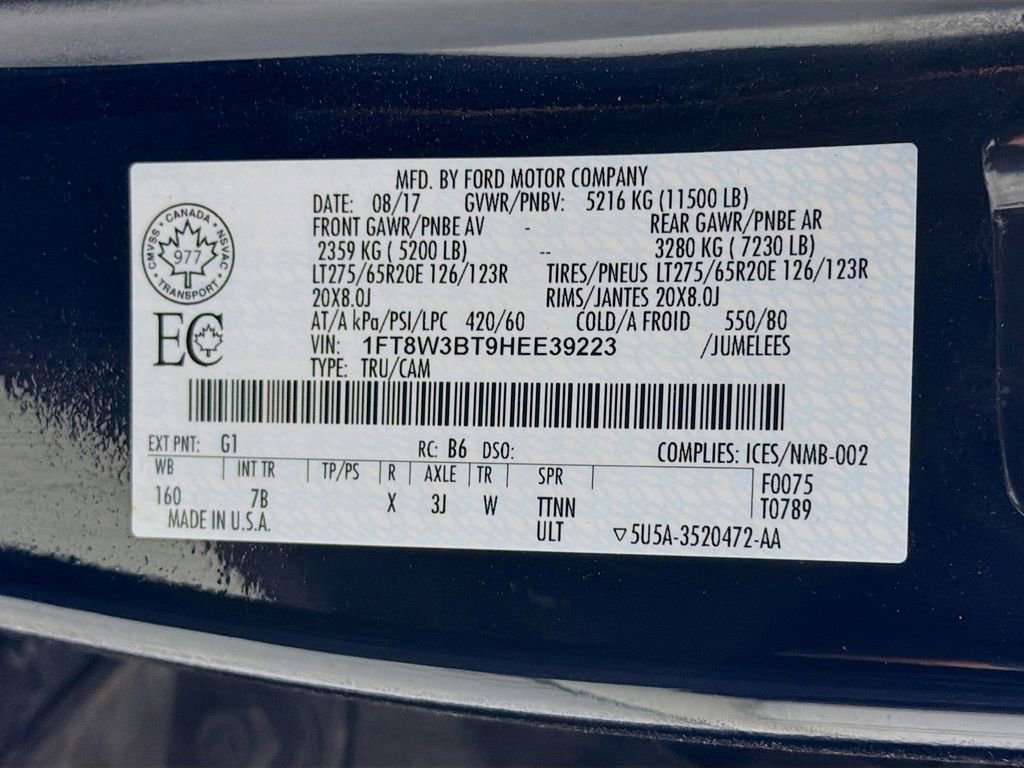 MFD. BY FORD MOTOR COMPANY
DATE: 08/17 GVWR/PNBV: 5216 KG (11500 LB)
FRONT GAWR/PNBE AV - REAR GAWR/PNBE AR
2359 KG ( 5200 LB) -- 3280 KG ( 7230 LB)
LT275/65R20E 126/123R TIRES/PNEUS LT275/65R20E 126/123R
20X8.0J RIMS/JANTES 20X8.0J
AT/A kPa/PSI/LPC 420/60 COLD/A FROID 550/80
VIN: 1FT8W3BT9HEE39223 /JUMELEES
TYPE: TRU/CAM
CMVSS • CANADA • NSVAC
977
TRANSPORT
EC
EXT PNT: G1 RC: B6 DSO: COMPLIES: ICES/NMB-002
WB INT TR TP/PS R AXLE TR SPR F0075
160 7B X 3J W TTNN T0789
MADE IN U.S.A. ULT ▽5U5A-3520472-AA